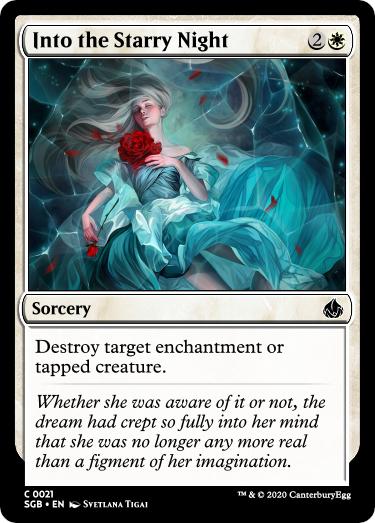 Into the Starry Night 2
Sorcery
Destroy target enchantment or
tapped creature.
Whether she was aware of it or not, the
dream had crept so fully into her mind
that she was no longer any more real
than a figment of her imagination.
C 0021
SGB • EN Svetlana Tigai
™ & © 2020 CanterburyEgg